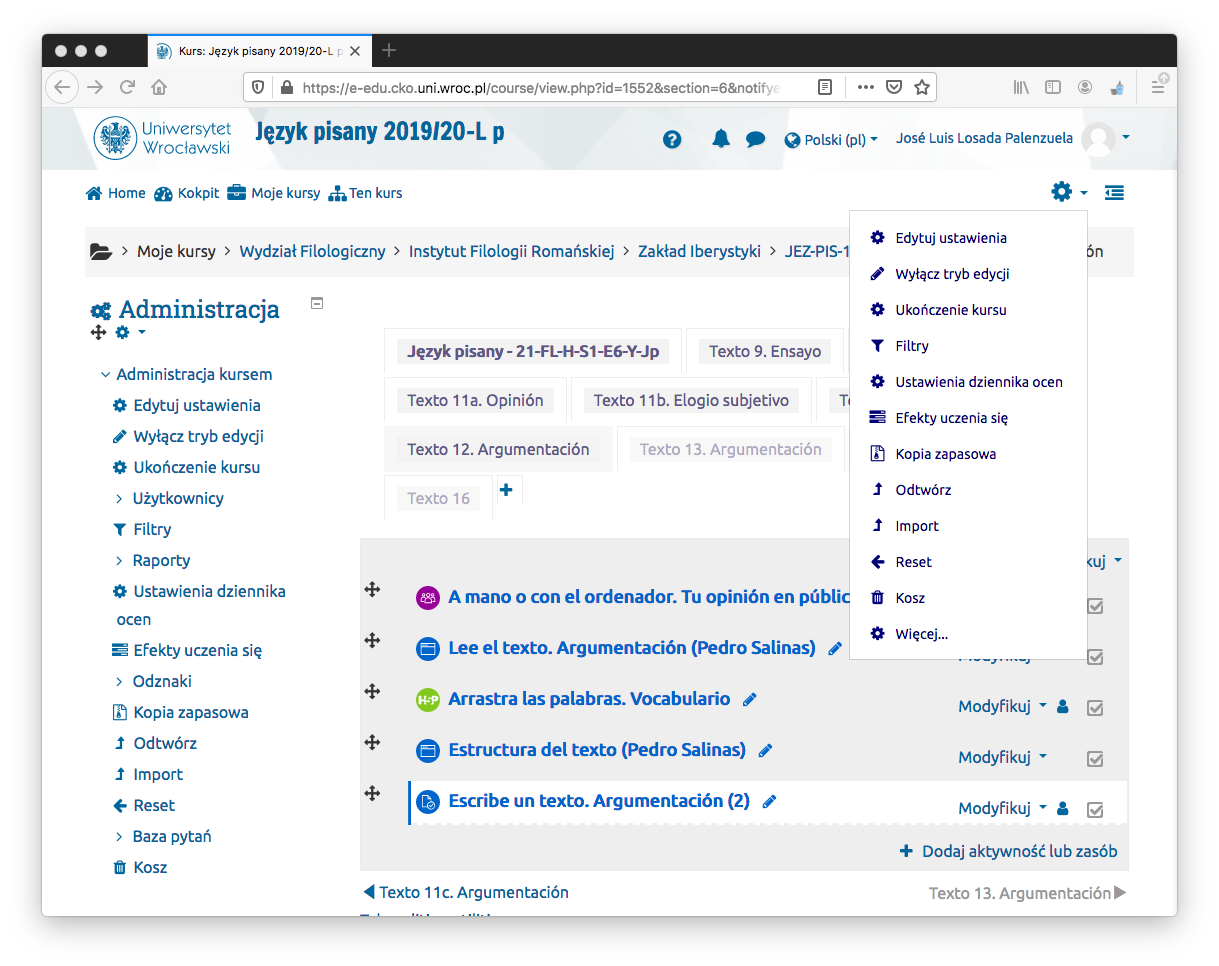 Kurs: Język pisany 2019/20-L p
https://e-edu.cko.uni.wroc.pl/course/view.php?id=1552&section=6&notifye
Uniwersytet
Wrocławski
Język pisany 2019/20-L p
Polski (pl)
José Luis Losada Palenzuela
Home Kokpit Moje kursy Ten kurs
Moje kursy > Wydział Filologiczny > Instytut Filologii Romańskiej > Zakład Iberystyki > JEZ-PIS-1
ón
Edytuj ustawienia
Wyłącz tryb edycji
Ukończenie kursu
Filtry
Ustawienia dziennika ocen
Efekty uczenia się
Kopia zapasowa
Odtwórz
Import
Reset
Kosz
Więcej...
Administracja
Administracja kursem
Edytuj ustawienia
Wyłącz tryb edycji
Ukończenie kursu
Użytkownicy
Filtry
Raporty
Ustawienia dziennika
ocen
Efekty uczenia się
Odznaki
Kopia zapasowa
Odtwórz
Import
Reset
Baza pytań
Kosz
Język pisany - 21-FL-H-S1-E6-Y-Jp
Texto 9. Ensayo
Texto 11a. Opinión
Texto 11b. Elogio subjetivo
Texto 12. Argumentación
Texto 13. Argumentación
Texto 16
kuj
A mano o con el ordenador. Tu opinión en públic
Lee el texto. Argumentación (Pedro Salinas)
Modyfikuj
Arrastra las palabras. Vocabulario
Modyfikuj
Estructura del texto (Pedro Salinas)
Modyfikuj
Escribe un texto. Argumentación (2)
Modyfikuj
Dodaj aktywność lub zasób
Texto 11c. Argumentación
Texto 13. Argumentación